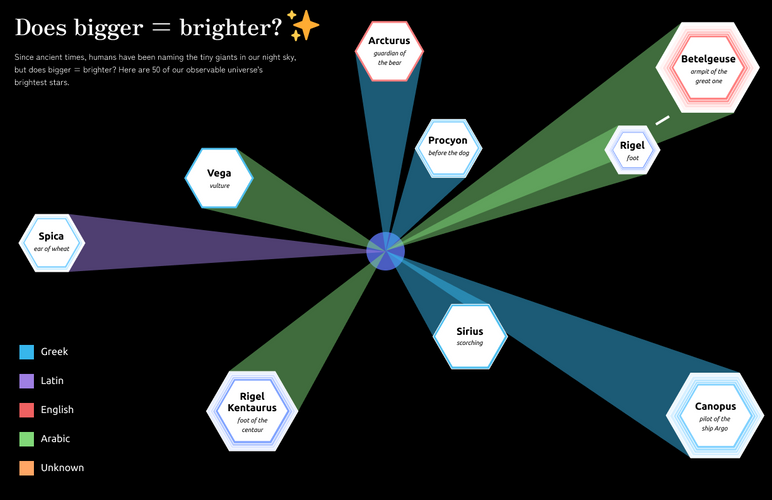 Does bigger = brighter?
Since ancient times, humans have been naming the tiny giants in our night sky,
but does bigger = brighter? Here are 50 of our observable universe's
brightest stars.
Arcturus
guardian of
the bear
Betelgeuse
armpit of the
great one
Procyon
before the dog
Rigel
foot
Vega
vulture
Spica
ear of wheat
Sirius
scorching
Rigel
Kentaurus
foot of the
centaur
Canopus
pilot of the
ship Argo
Greek
Latin
English
Arabic
Unknown